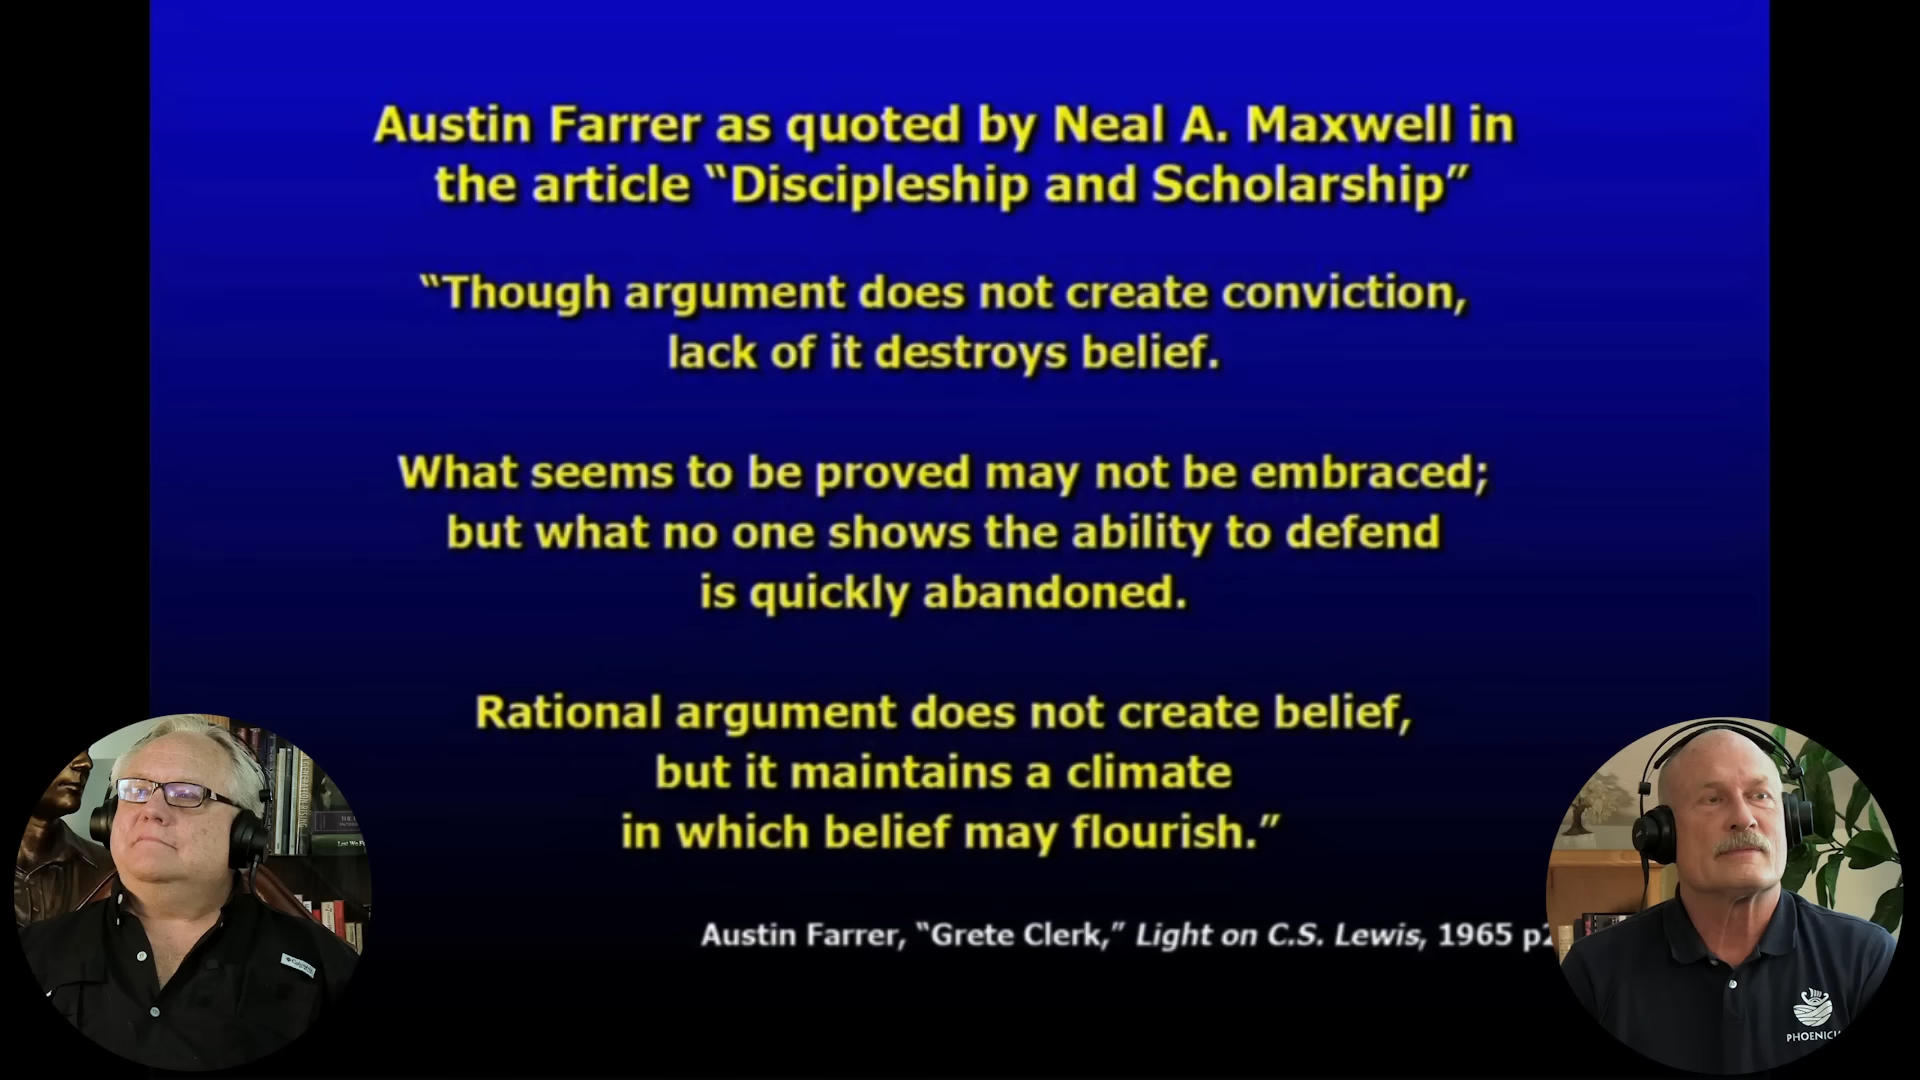 Austin Farrer as quoted by Neal A. Maxwell in
the article “Discipleship and Scholarship”
“Though argument does not create conviction,
lack of it destroys belief.
What seems to be proved may not be embraced;
but what no one shows the ability to defend
is quickly abandoned.
Rational argument does not create belief,
but it maintains a climate
in which belief may flourish.”
Austin Farrer, “Grete Clerk,” Light on C.S. Lewis, 1965
Columbia